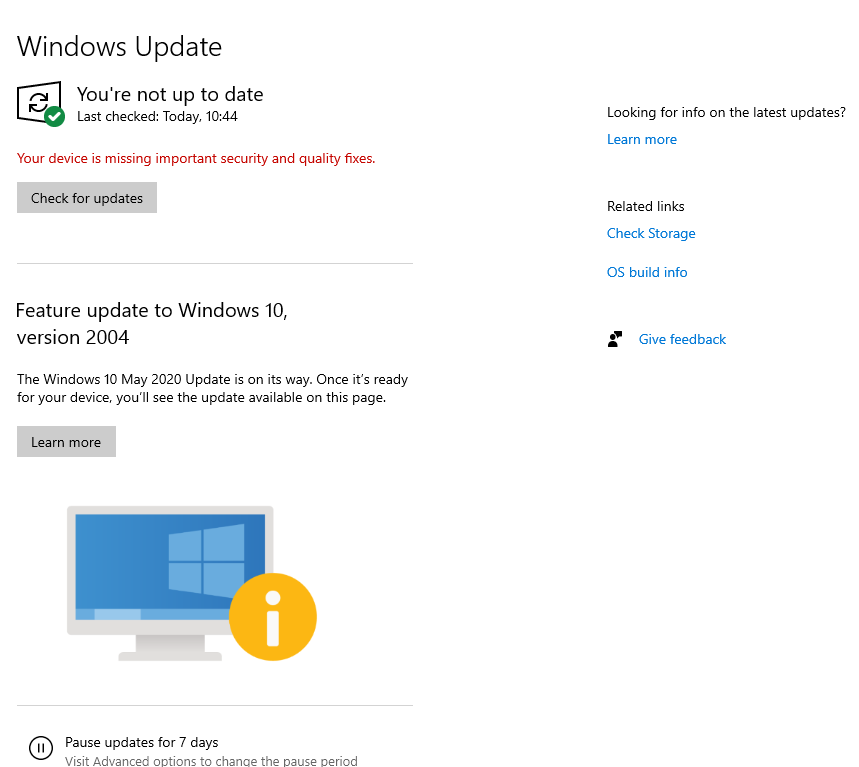 Windows Update
You're not up to date
Last checked: Today, 10:44
Your device is missing important security and quality fixes.
Check for updates
Feature update to Windows 10,
version 2004
The Windows 10 May 2020 Update is on its way. Once it's ready
for your device, you'll see the update available on this page.
Learn more
Pause updates for 7 days
Visit Advanced options to change the pause period
Looking for info on the latest updates?
Learn more
Related links
Check Storage
OS build info
Give feedback